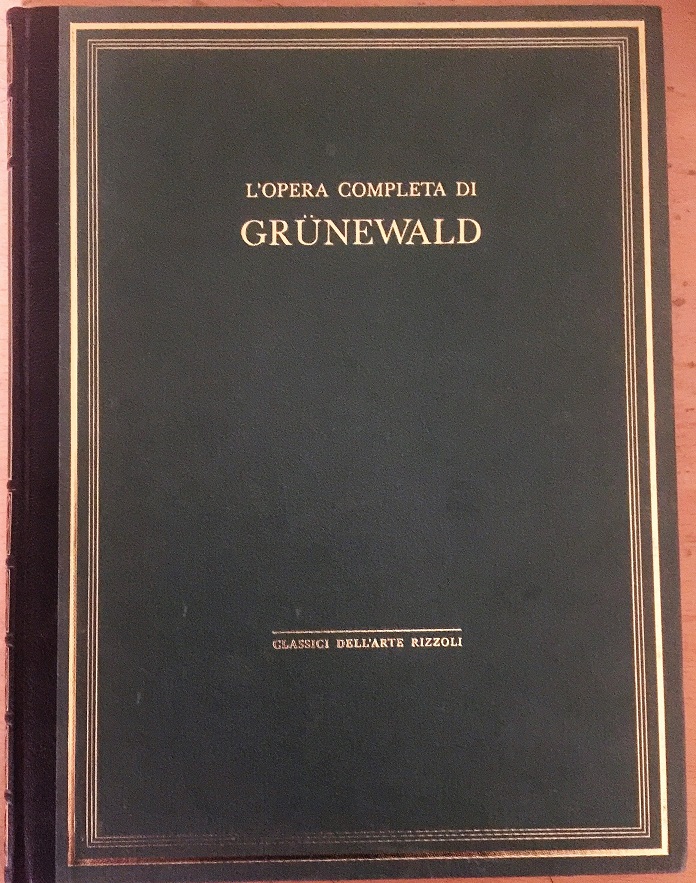 L'OPERA COMPLETA DI
GRÜNEWALD
CLASSICI DELL'ARTE RIZZOLI